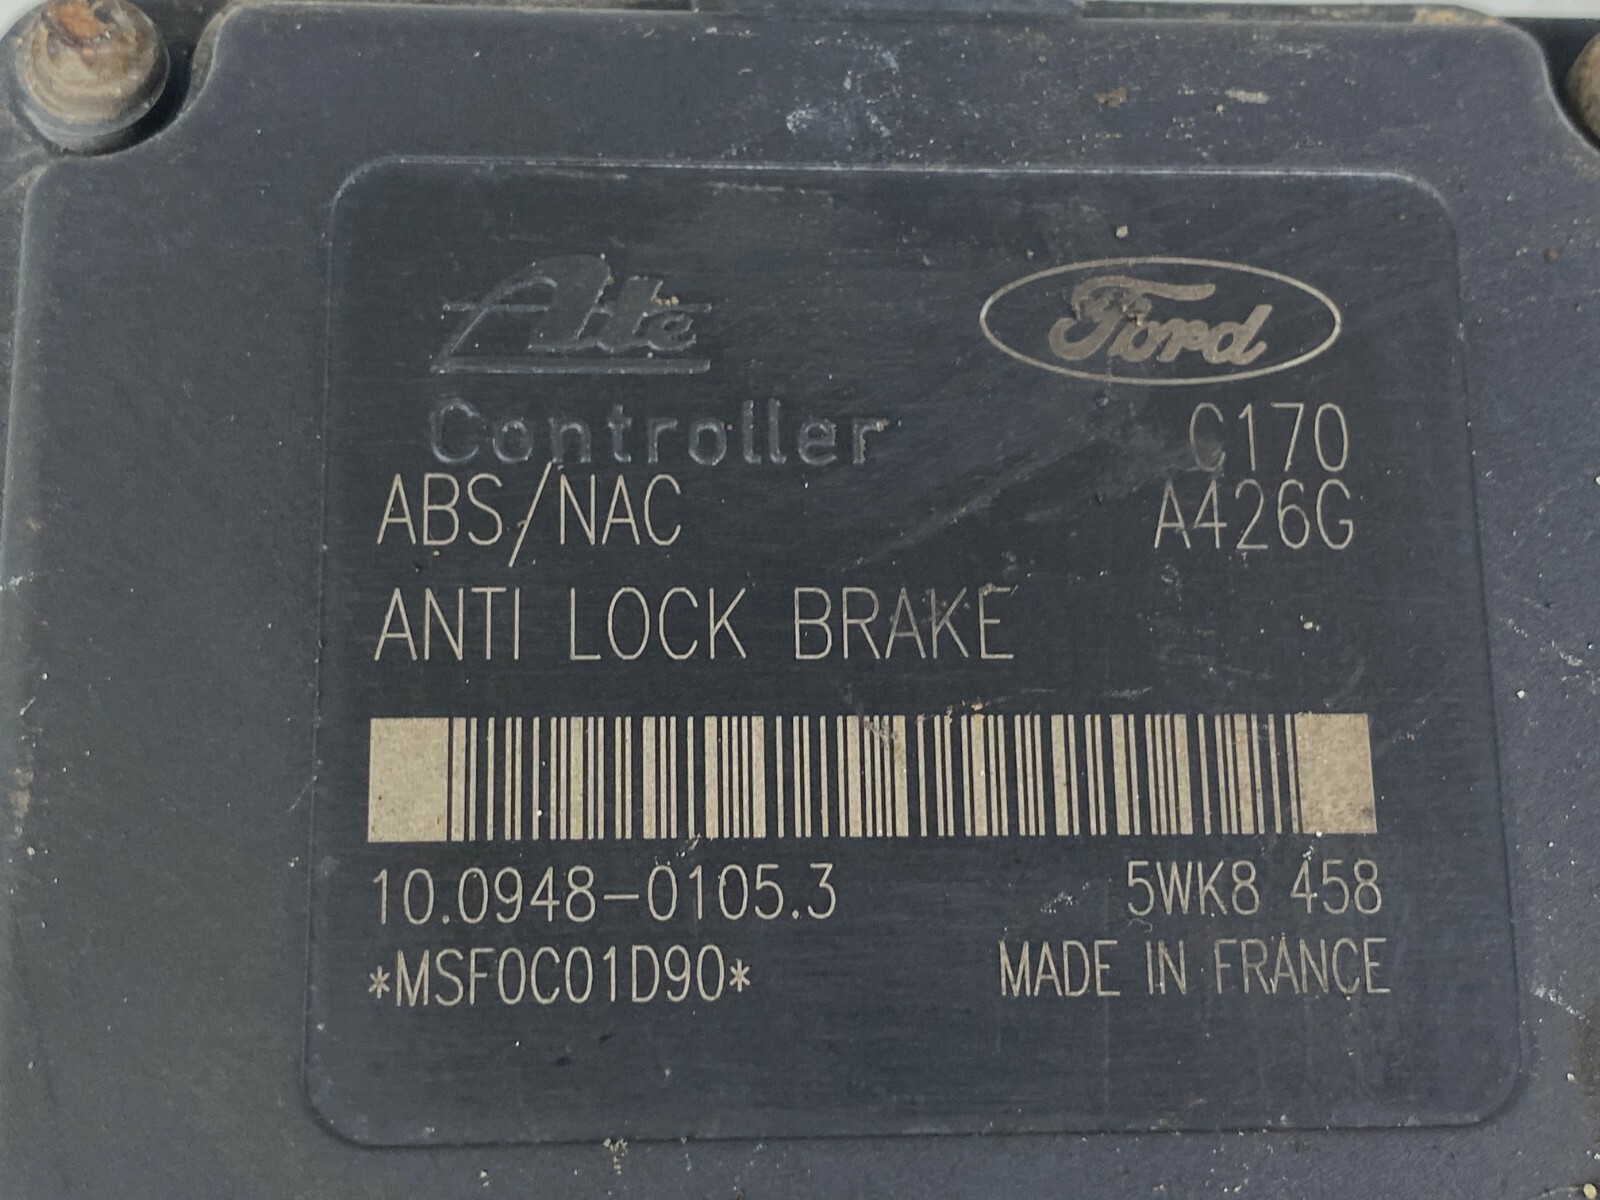 Ate Ford
Controller C170
ABS/NAC A426G
ANTI LOCK BRAKE
10.0948-0105.3 5WK8 458
*MSF0C01D90* MADE IN FRANCE